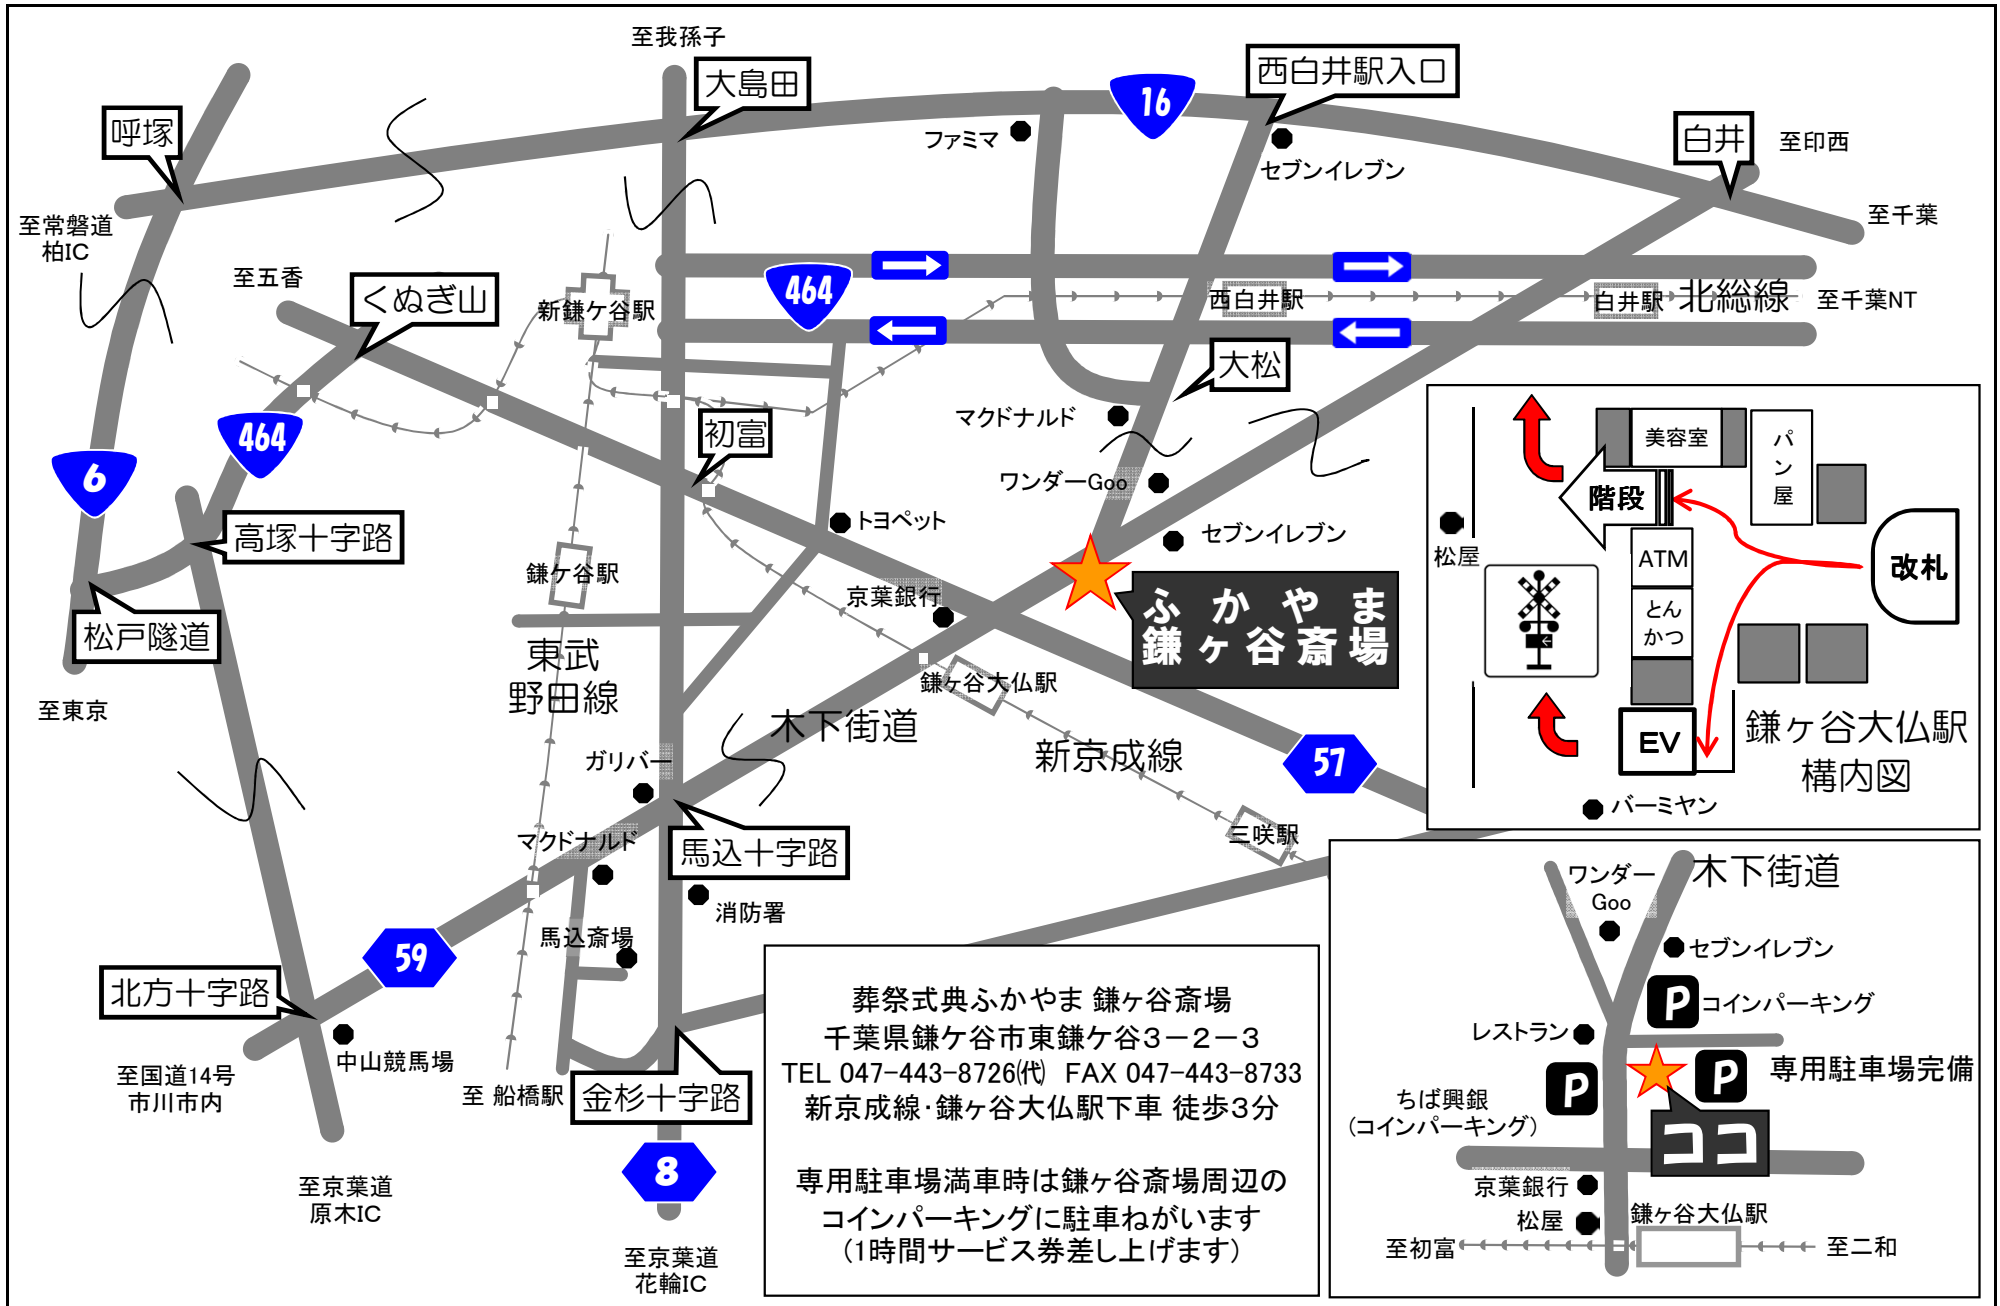 至我孫子
大島田
西白井駅入口
16
呼塚
ファミマ
セブンイレブン
白井
至印西
至常磐道
柏IC
至千葉
至五香
くぬぎ山
新鎌ケ谷駅
464
西白井駅
白井駅
北総線
至千葉NT
大松
マクドナルド
464
初富
6
ワンダーGoo
トヨペット
セブンイレブン
高塚十字路
鎌ケ谷駅
京葉銀行
ふかやま
鎌ヶ谷斎場
松戸隧道
東武
野田線
鎌ヶ谷大仏駅
至東京
木下街道
新京成線
57
ガリバー
マクドナルド
馬込十字路
三咲駅
消防署
馬込斎場
59
北方十字路
中山競馬場
至国道14号
市川市内
至 船橋駅
金杉十字路
8
至京葉道
原木IC
至京葉道
花輪IC
美容室
パン屋
階段
松屋
ATM
改札
とん
かつ
EV
鎌ヶ谷大仏駅
構内図
バーミヤン
葬祭式典ふかやま 鎌ヶ谷斎場
千葉県鎌ケ谷市東鎌ケ谷3-2-3
TEL 047-443-8726㈹ FAX 047-443-8733
新京成線・鎌ヶ谷大仏駅下車 徒歩3分
専用駐車場満車時は鎌ヶ谷斎場周辺の
コインパーキングに駐車ねがいます
(1時間サービス券差し上げます)
ワンダー
Goo
木下街道
セブンイレブン
P
コインパーキング
レストラン
P
P
専用駐車場完備
ちば興銀
(コインパーキング)
ココ
京葉銀行
松屋
鎌ヶ谷大仏駅
至初富
至二和